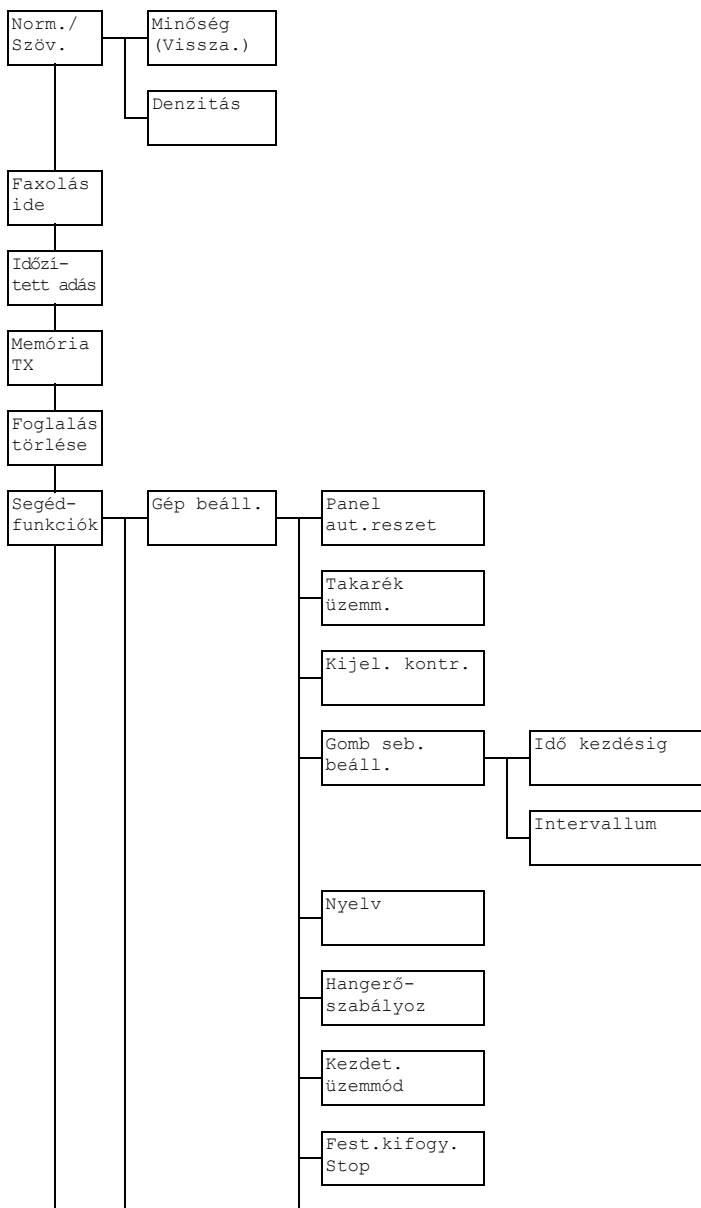 Norm./
Szöv.
Minőség
(Vissza.)
Denzitás
Faxolás
ide
Időzí-
tett adás
Memória
TX
Foglalás
törlése
Segéd-
funkciók
Gép beáll.
Panel
aut.reszet
Takarék
üzemm.
Kijel. kontr.
Gomb seb.
beáll.
Idő kezdésig
Intervallum
Nyelv
Hangerő-
szabályoz
Kezdet.
üzemmód
Fest.kifogy.
Stop